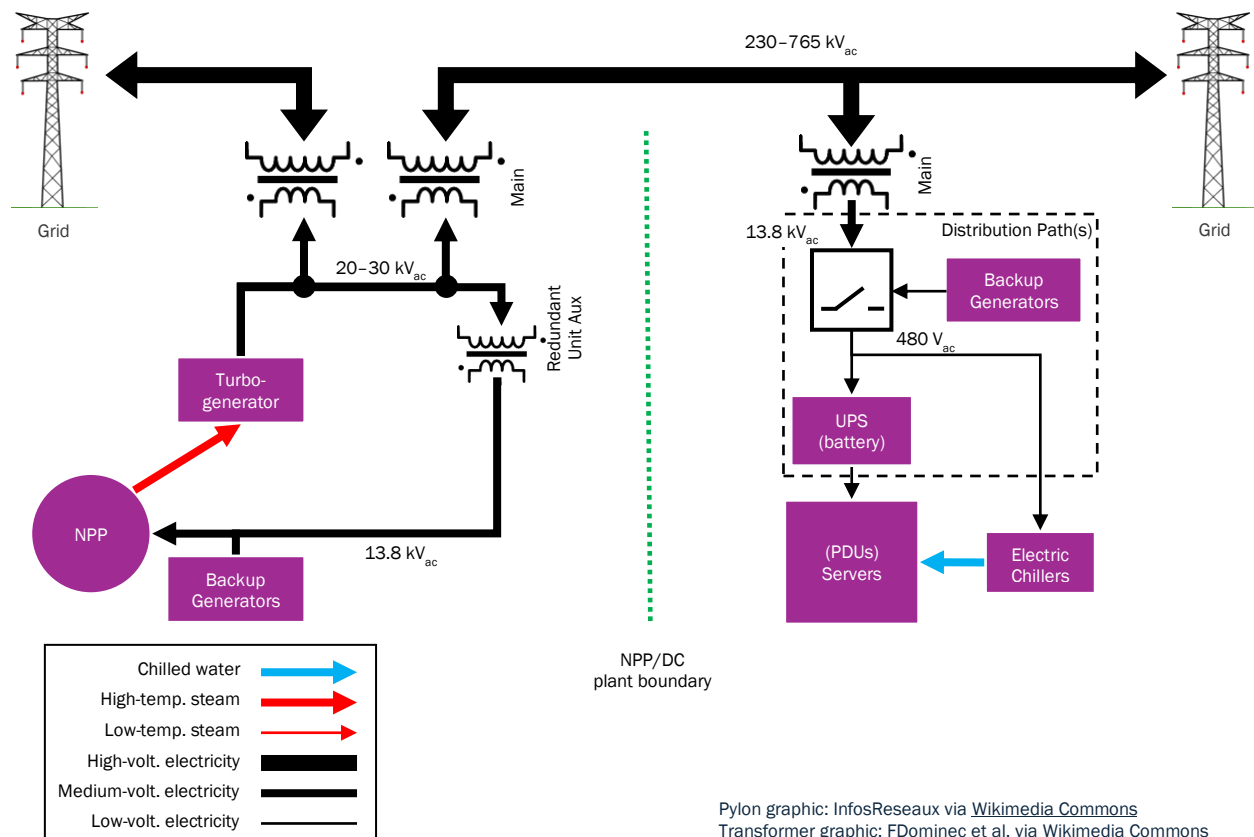 230–765 kVac
Grid
Main
Main
Grid
13.8 kVac
Distribution Path(s)
20–30 kVac
Backup
Generators
Redundant
Unit Aux
480 Vac
Turbo-
generator
UPS
(battery)
NPP
13.8 kVac
(PDUs)
Servers
Electric
Chillers
Backup
Generators
NPP/DC
plant boundary
Chilled water
High-temp. steam
Low-temp. steam
High-volt. electricity
Medium-volt. electricity
Low-volt. electricity
Pylon graphic: InfosReseaux via Wikimedia Commons
Transformer graphic: FDominec et al. via Wikimedia Commons